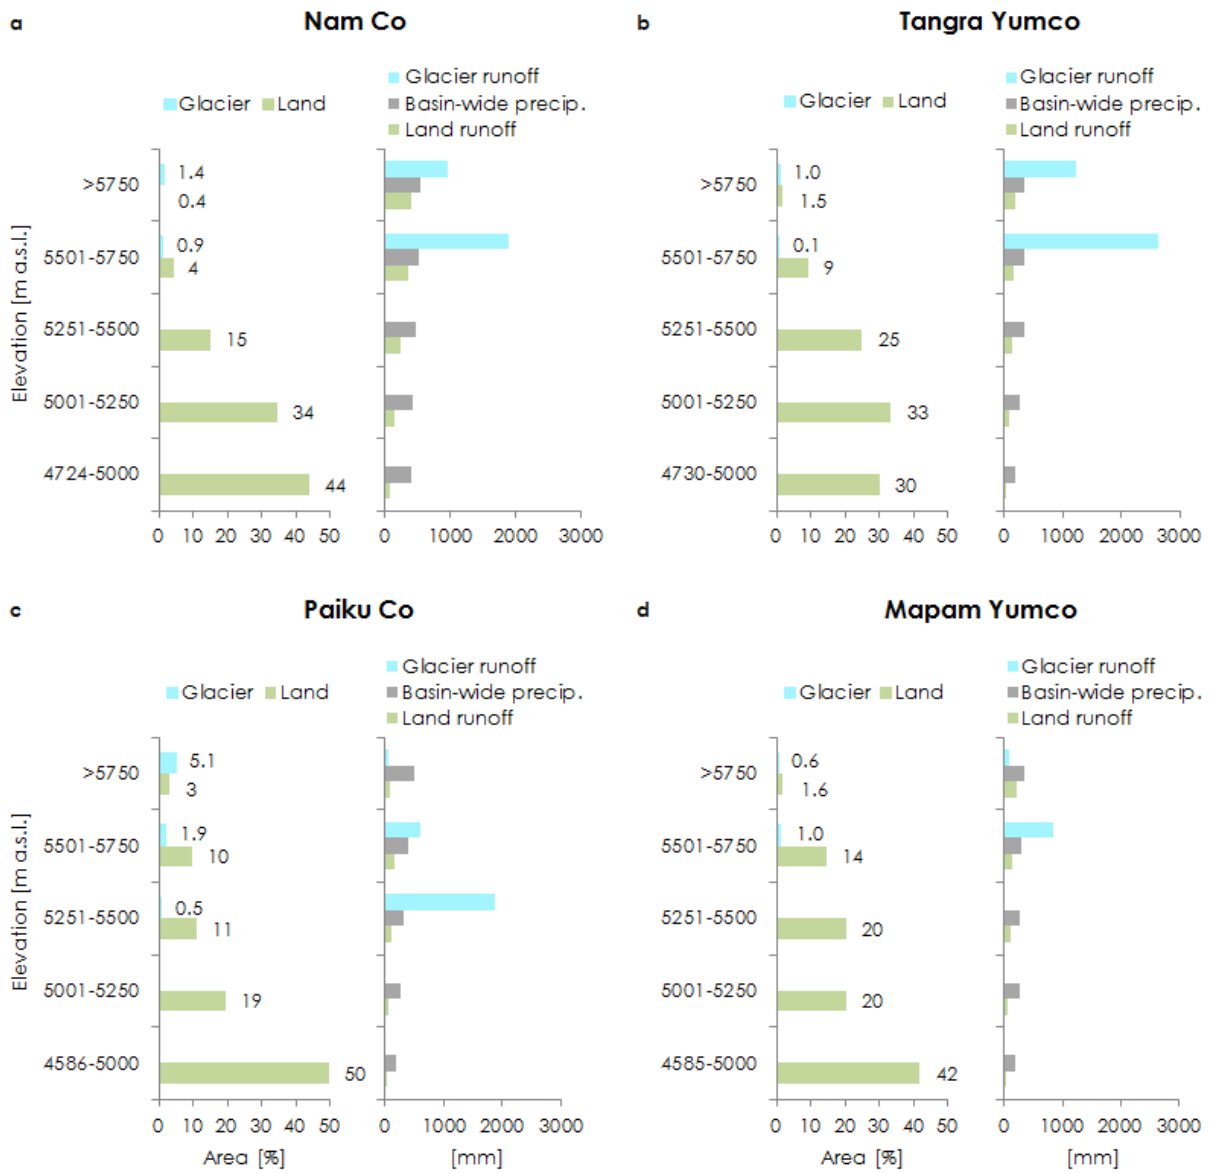 a Nam Co
Glacier Land
Glacier runoff
Basin-wide precip.
Land runoff
Elevation [m a.s.l.]
>5750 1.4 0.4
5501-5750 0.9 4
5251-5500 15
5001-5250 34
4724-5000 44
0 10 20 30 40 50 0 1000 2000 3000
b Tangra Yumco
Glacier Land
Glacier runoff
Basin-wide precip.
Land runoff
>5750 1.0 1.5
5501-5750 0.1 9
5251-5500 25
5001-5250 33
4730-5000 30
0 10 20 30 40 50 0 1000 2000 3000
c Paiku Co
Glacier Land
Glacier runoff
Basin-wide precip.
Land runoff
Elevation [m a.s.l.]
>5750 5.1 3
5501-5750 1.9 10
5251-5500 0.5 11
5001-5250 19
4586-5000 50
0 10 20 30 40 50 0 1000 2000 3000
Area [%] [mm]
d Mapam Yumco
Glacier Land
Glacier runoff
Basin-wide precip.
Land runoff
>5750 0.6 1.6
5501-5750 1.0 14
5251-5500 20
5001-5250 20
4585-5000 42
0 10 20 30 40 50 0 1000 2000 3000
Area [%] [mm]